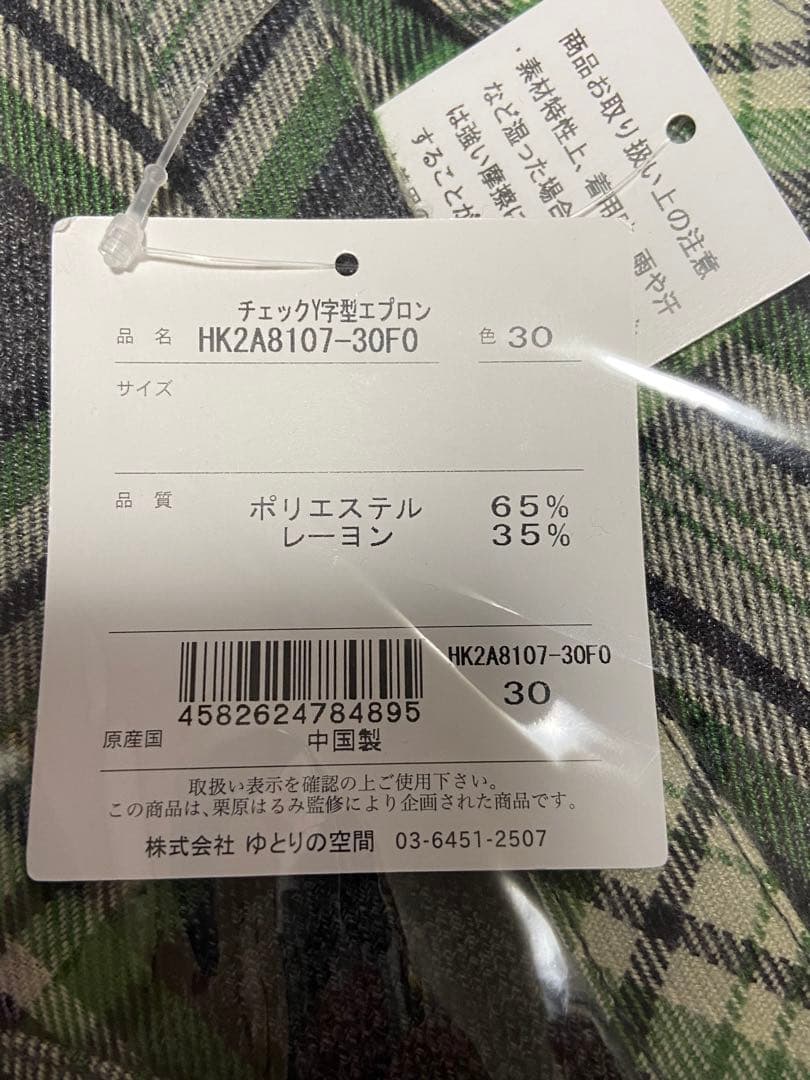 商品お取り扱い上の注意
・素材特性上、着用時、雨や汗
など湿った場合
は強い摩擦に
することが
チェックY字型エプロン
品名 HK2A8107-30F0 色 30
サイズ
品質 ポリエステル 65%
レーヨン 35%
HK2A8107-30F0
30
4582624784895
原産国 中国製
取扱い表示を確認の上ご使用下さい。
この商品は、栗原はるみ監修により企画された商品です。
株式会社 ゆとりの空間 03-6451-2507